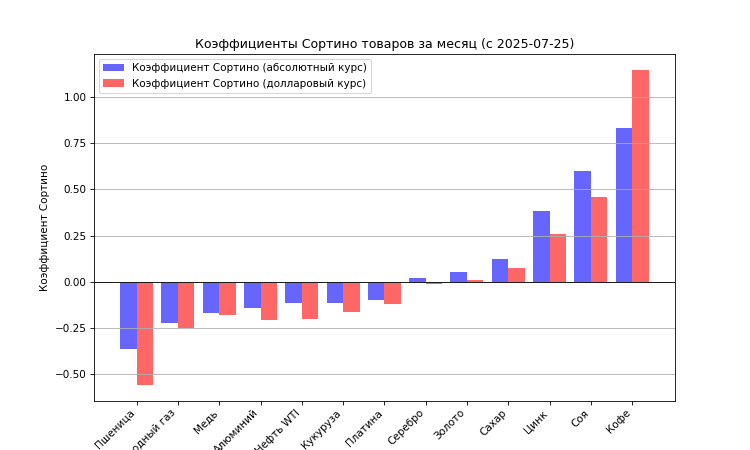 Коэффициенты Сортино товаров за месяц (с 2025-07-25)
Коэффициент Сортино (абсолютный курс)
Коэффициент Сортино (долларовый курс)
Коэффициент Сортино
1.00
0.75
0.50
0.25
0.00
−0.25
−0.50
Пшеница
одный газ
Медь
Алюминий
Нефть WTI
Кукуруза
Платина
Серебро
Золото
Сахар
Цинк
Соя
Кофе